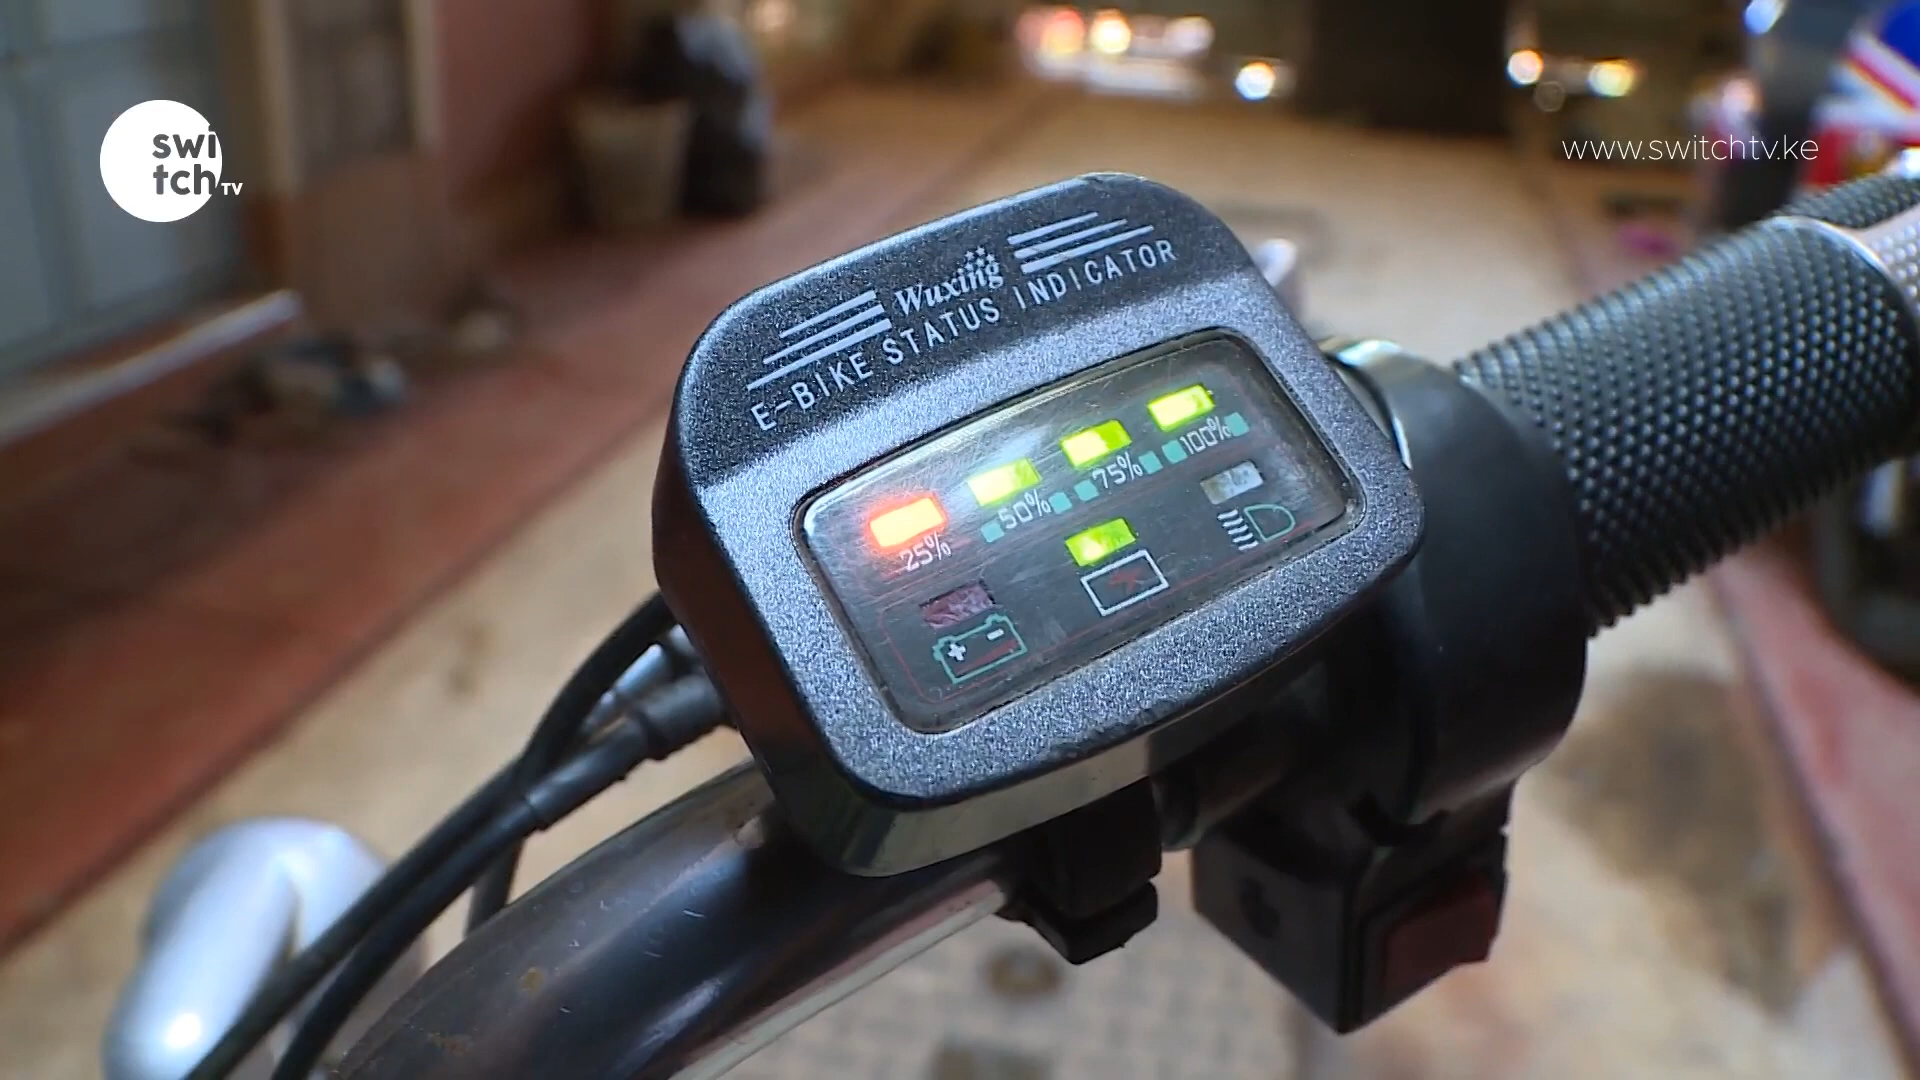 swi
tch TV
www.switchtv.ke
Wuxing
E-BIKE STATUS INDICATOR
25%
50%
75%
100%